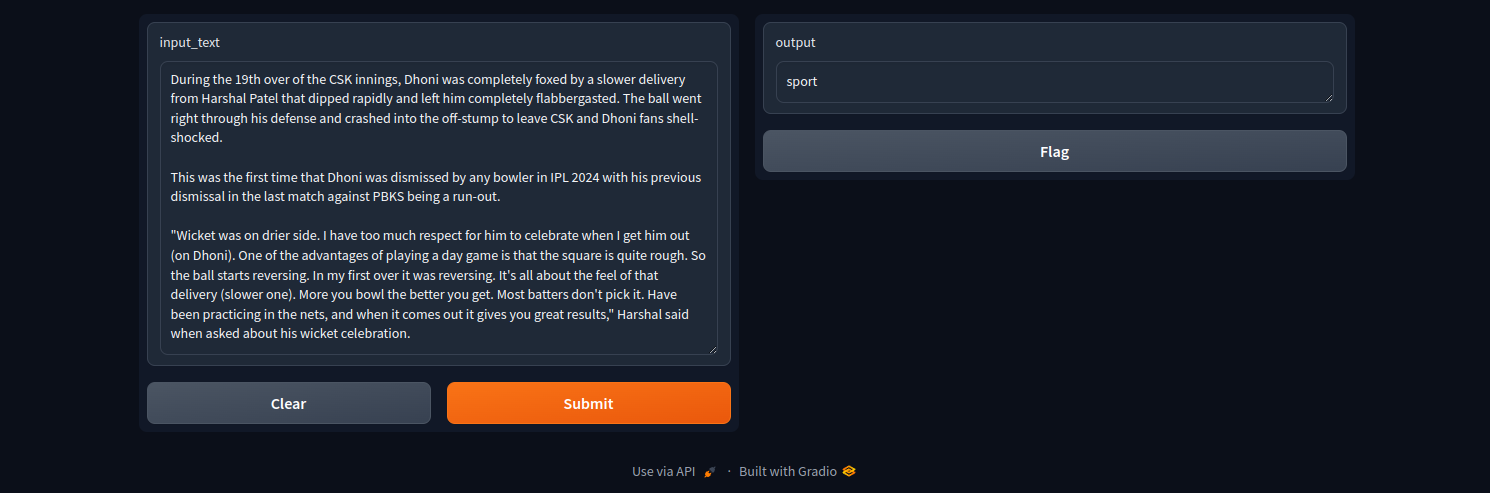 input_text
During the 19th over of the CSK innings, Dhoni was completely foxed by a slower delivery
from Harshal Patel that dipped rapidly and left him completely flabbergasted. The ball went
right through his defense and crashed into the off-stump to leave CSK and Dhoni fans shell-
shocked.
This was the first time that Dhoni was dismissed by any bowler in IPL 2024 with his previous
dismissal in the last match against PBKS being a run-out.
"Wicket was on drier side. I have too much respect for him to celebrate when I get him out
(on Dhoni). One of the advantages of playing a day game is that the square is quite rough. So
the ball starts reversing. In my first over it was reversing. It's all about the feel of that
delivery (slower one). More you bowl the better you get. Most batters don't pick it. Have
been practicing in the nets, and when it comes out it gives you great results," Harshal said
when asked about his wicket celebration.
Clear
Submit
output
sport
Flag
Use via API · Built with Gradio